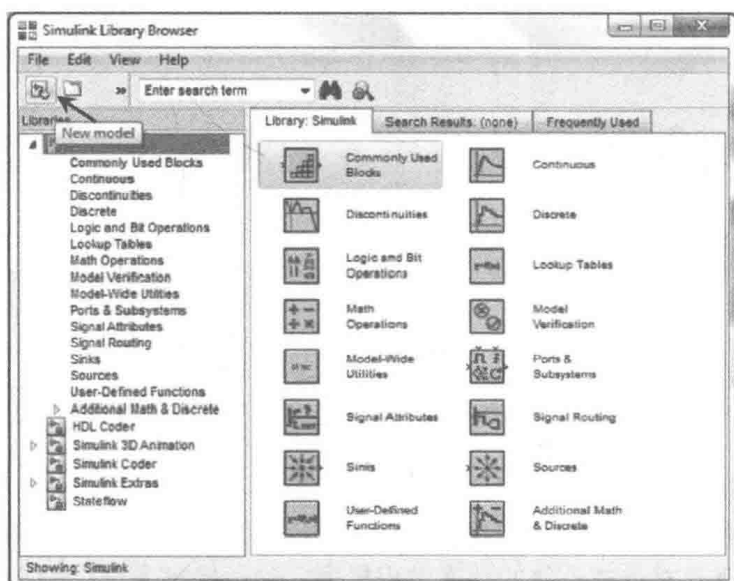 Simulink Library Browser
File Edit View Help
» Enter search term
Libraries
New model
Commonly Used Blocks
Continuous
Discontinuities
Discrete
Logic and Bit Operations
Lookup Tables
Math Operations
Model Verification
Model-Wide Utilities
Ports & Subsystems
Signal Attributes
Signal Routing
Sinks
Sources
User-Defined Functions
Additional Math & Discrete
HDL Coder
Simulink 3D Animation
Simulink Coder
Simulink Extras
Stateflow
Library: Simulink
Search Results: (none)
Frequently Used
Commonly Used
Blocks
Continuous
Discontinuities
Discrete
Logic and Bit
Operations
Lookup Tables
Math
Operations
Model
Verification
Model-Wide
Utilities
Ports &
Subsystems
Signal Attributes
Signal Routing
Sinks
Sources
User-Defined
Functions
Additional Math
& Discrete
Showing: Simulink